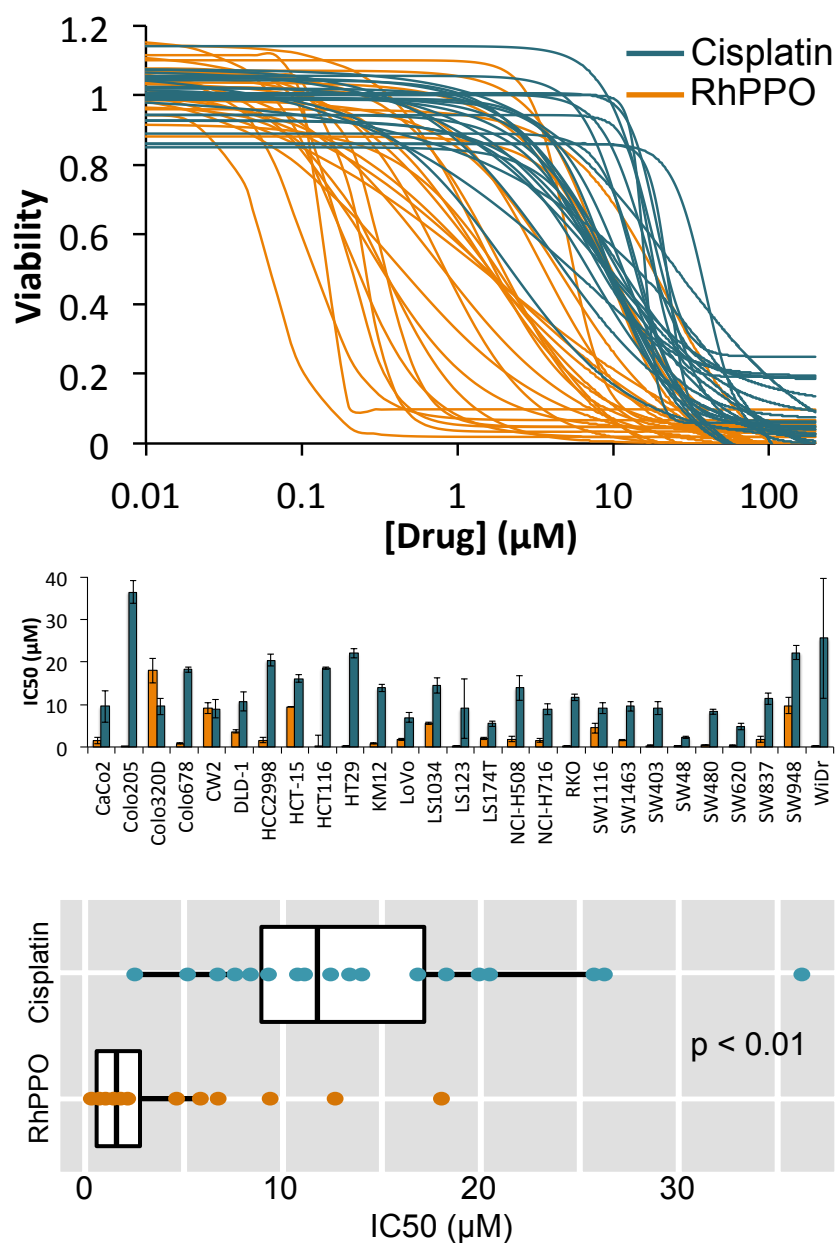 1.2
1
0.8
0.6
0.4
0.2
0
Viability
Cisplatin
RhPPO
0.01 0.1 1 10 100
[Drug] (µM)
40
30
20
10
0
IC50 (µM)
CaCo2
Colo205
Colo320D
Colo678
CW2
DLD-1
HCC2998
HCT-15
HCT116
HT29
KM12
LoVo
LS1034
LS123
LS174T
NCI-H508
NCI-H716
RKO
SW1116
SW1463
SW403
SW48
SW480
SW620
SW837
SW948
WiDr
Cisplatin
RhPPO
p < 0.01
0 10 20 30
IC50 (µM)